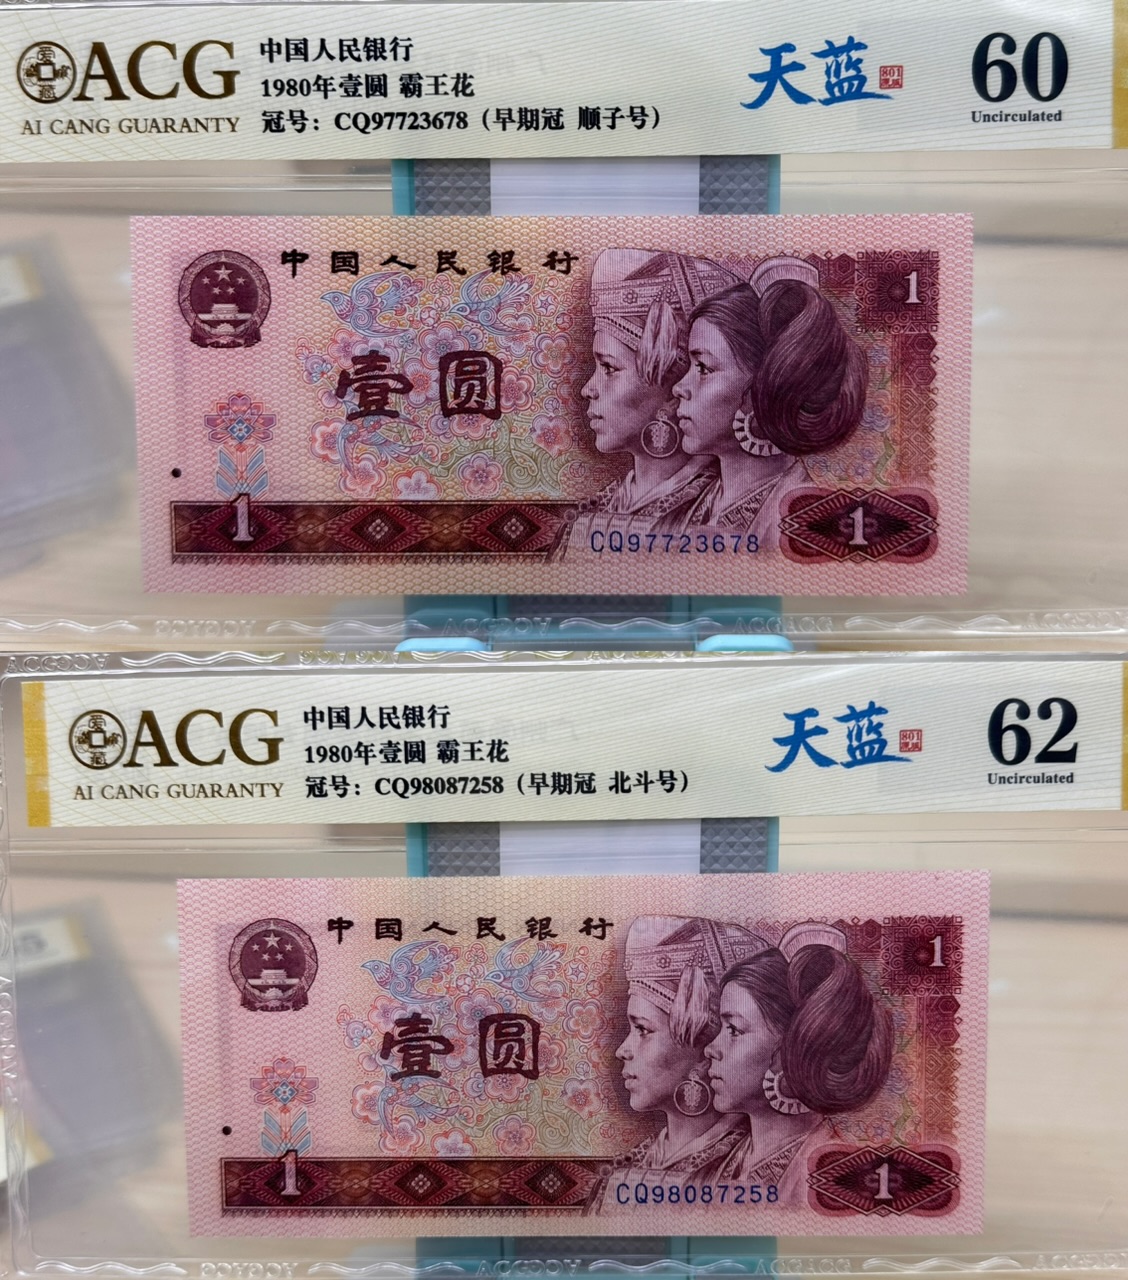 ACG
AI CANG GUARANTY
中国人民银行
1980年壹圆 霸王花
冠号：CQ97723678（早期冠 顺子号）
天蓝
801
60
Uncirculated
中国人民银行
1
壹圆
1
CQ97723678
1
ACG
AI CANG GUARANTY
中国人民银行
1980年壹圆 霸王花
冠号：CQ98087258（早期冠 北斗号）
天蓝
801
62
Uncirculated
中国人民银行
1
壹圆
1
CQ98087258
1